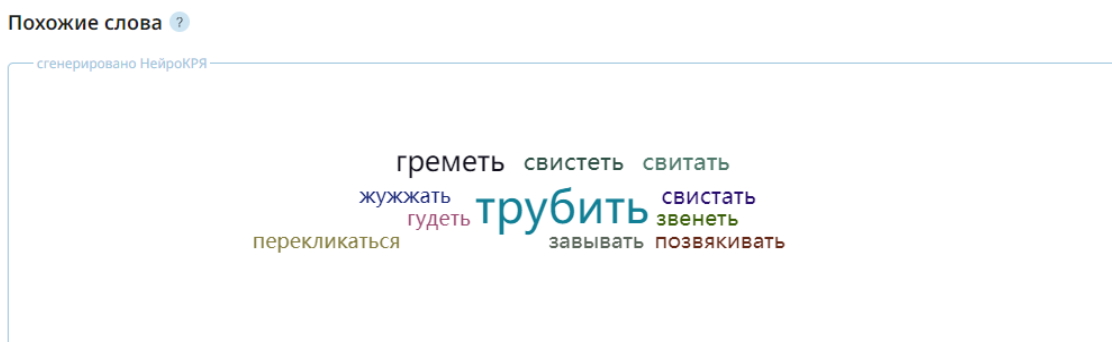 Похожие слова ?
сгенерировано НейроКРЯ
греметь свистеть свитать
жужжать трубить свистать
гудеть звенеть
перекликаться завывать позвякивать